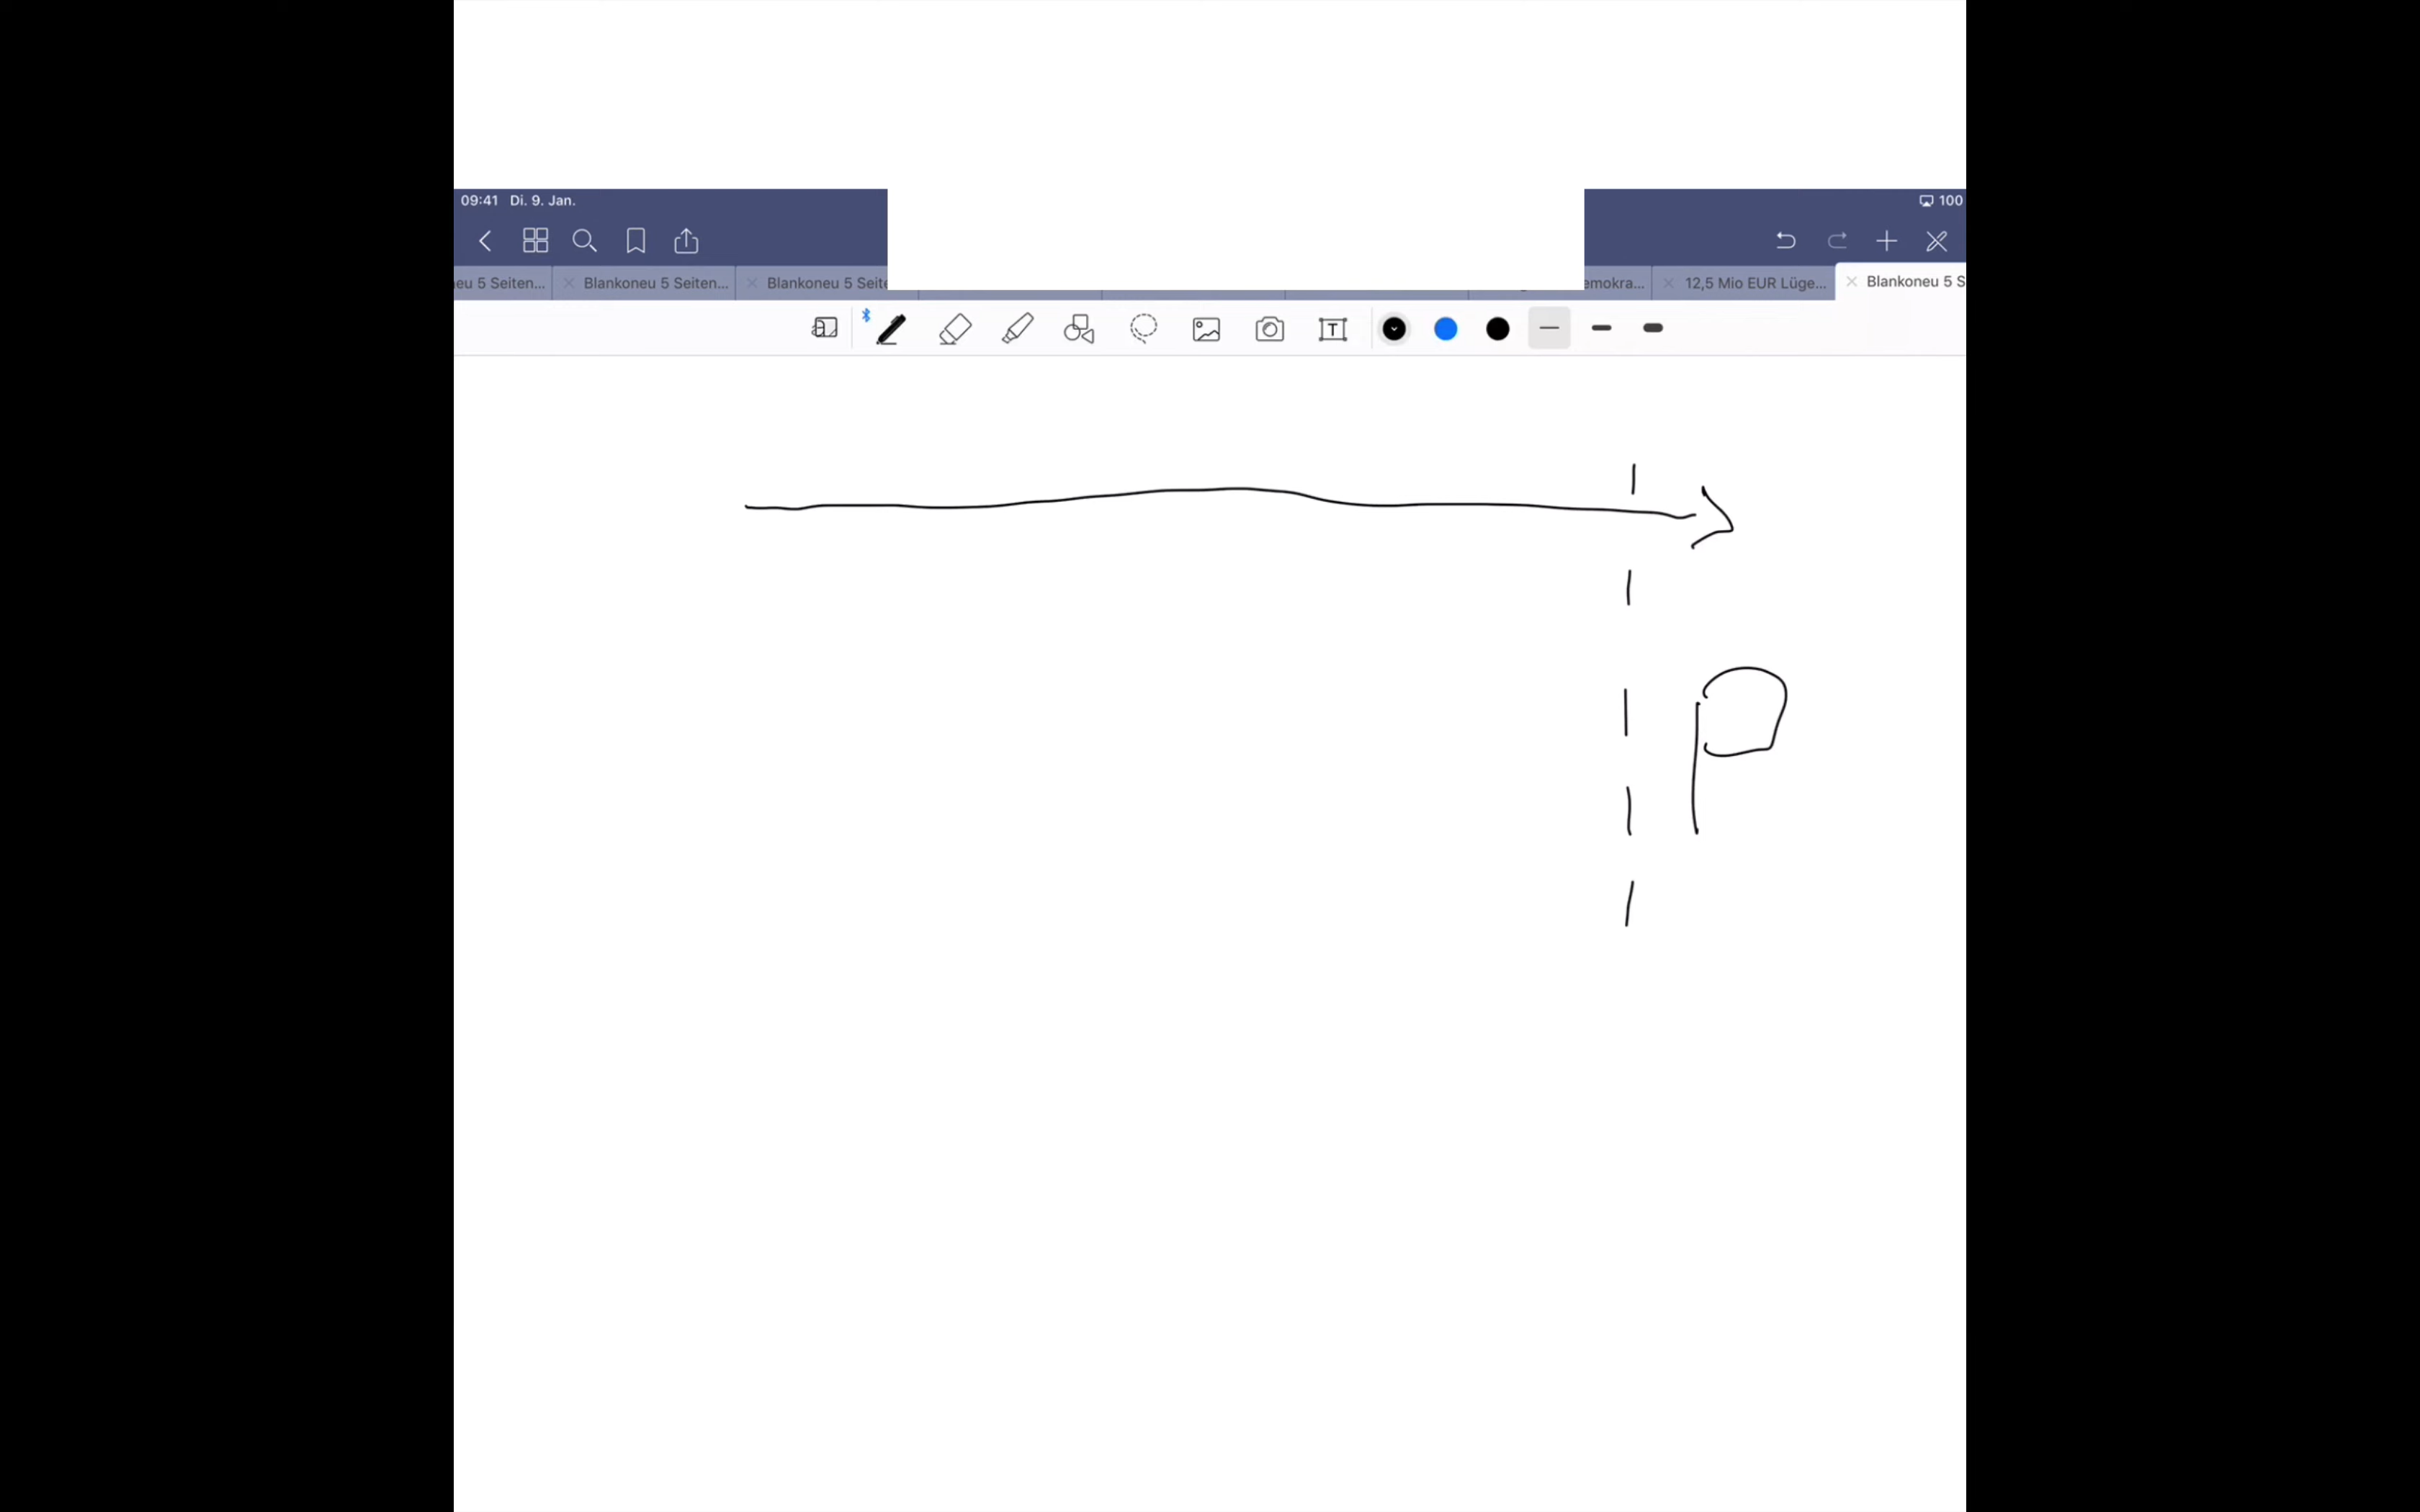 09:41 Di. 9. Jan. 100
eu 5 Seiten... Blankoneu 5 Seiten... Blankoneu 5 Seite emokra... 12,5 Mio EUR Lüge... Blankoneu 5 S
T
P